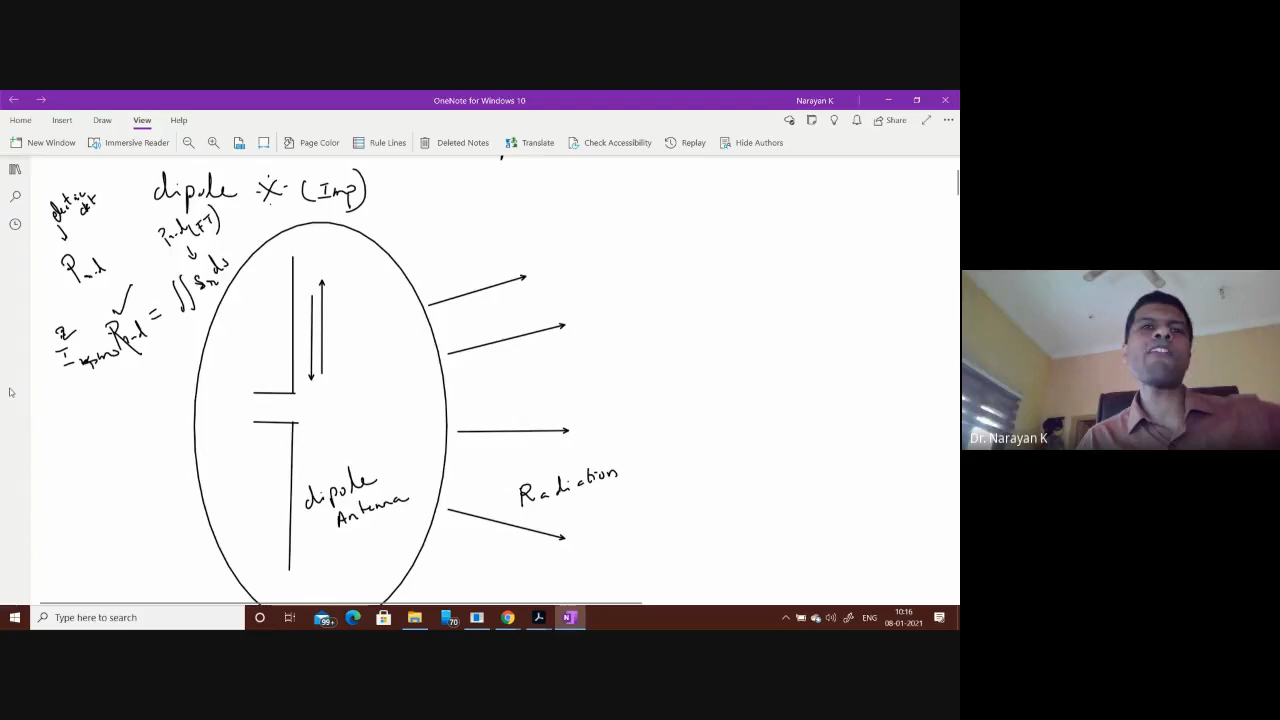 OneNote for Windows 10
Narayan K
Home Insert Draw View Help
Share
New Window Immersive Reader Page Color Rule Lines Deleted Notes Translate Check Accessibility Replay Hide Authors
dipole (Imp)
dipole
Antenna
Radiation
Dr. Narayan K
Type here to search
99+
70
ENG
10:16
08-01-2021